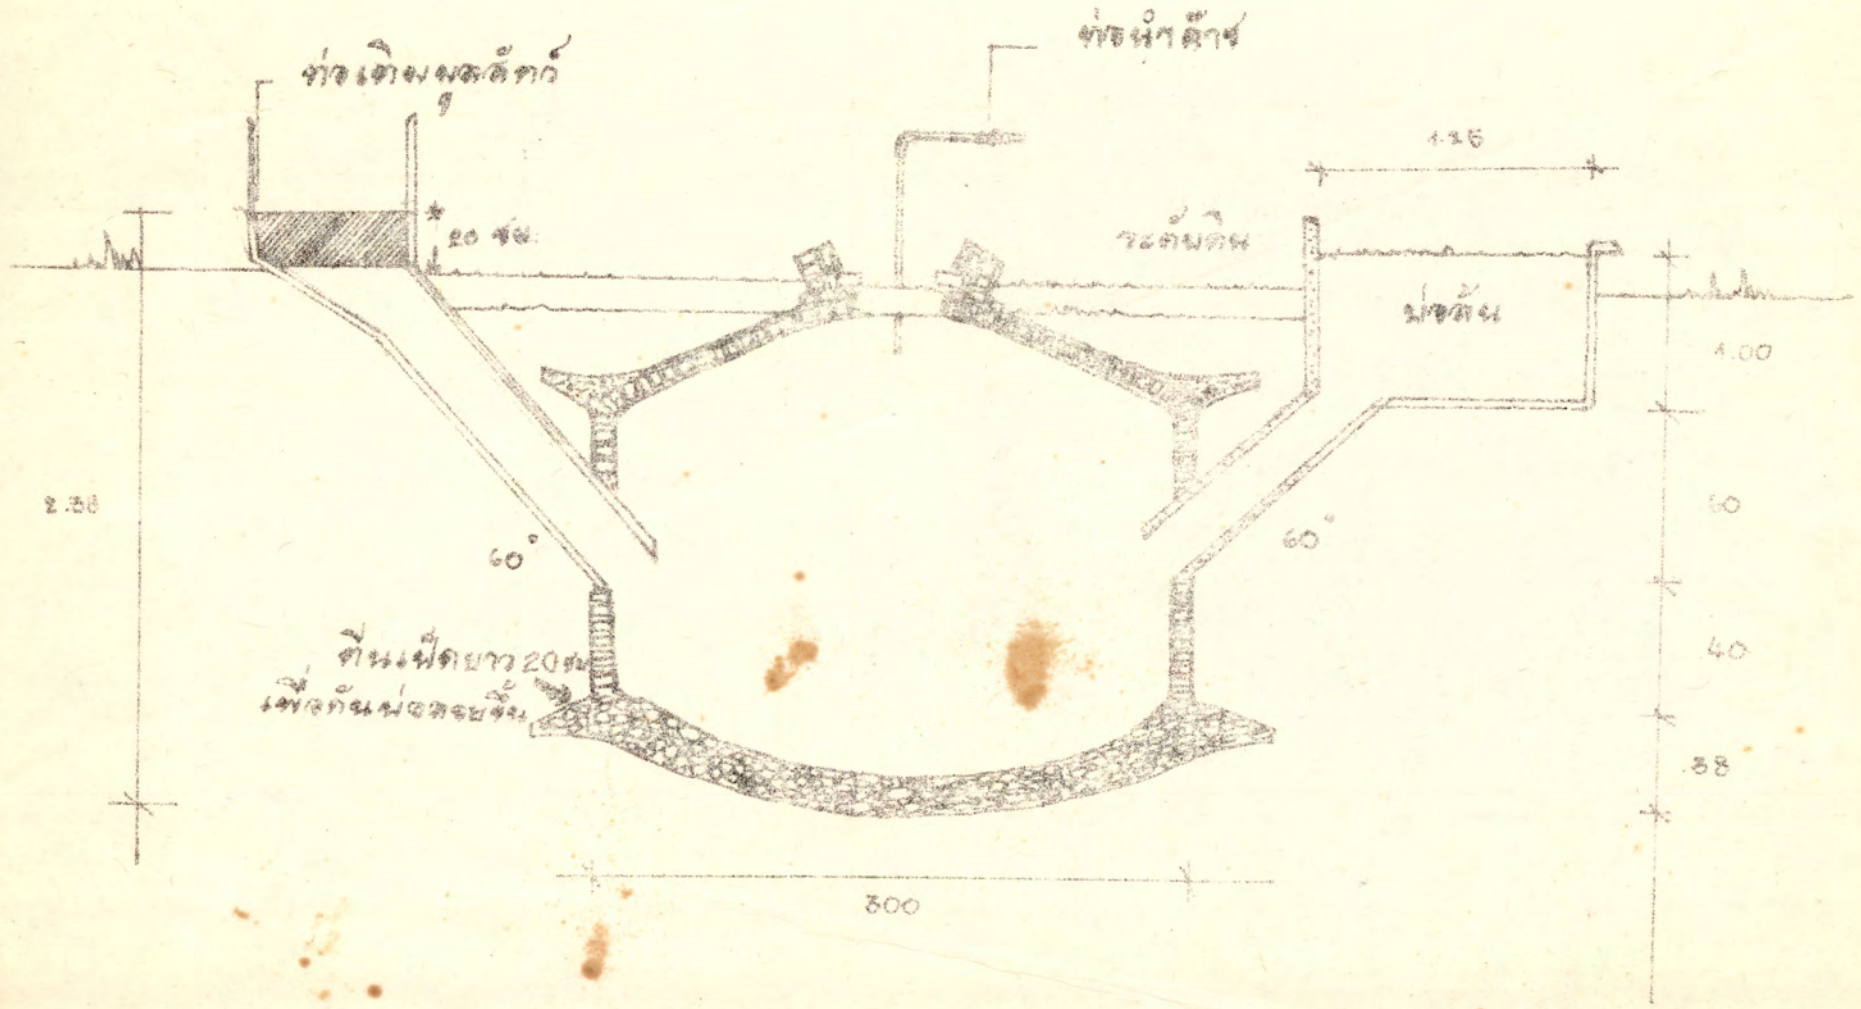 ท่อนำก๊าซ
ท่อเติมมูลสัตว์
1.25
20 ซม.
ระดับดิน
บ่อล้น
1.00
2.38
60
60°
60°
ตีนเป็ดยาว 20 ซม
เพื่อกันบ่อลอยขึ้น
40
.38
300